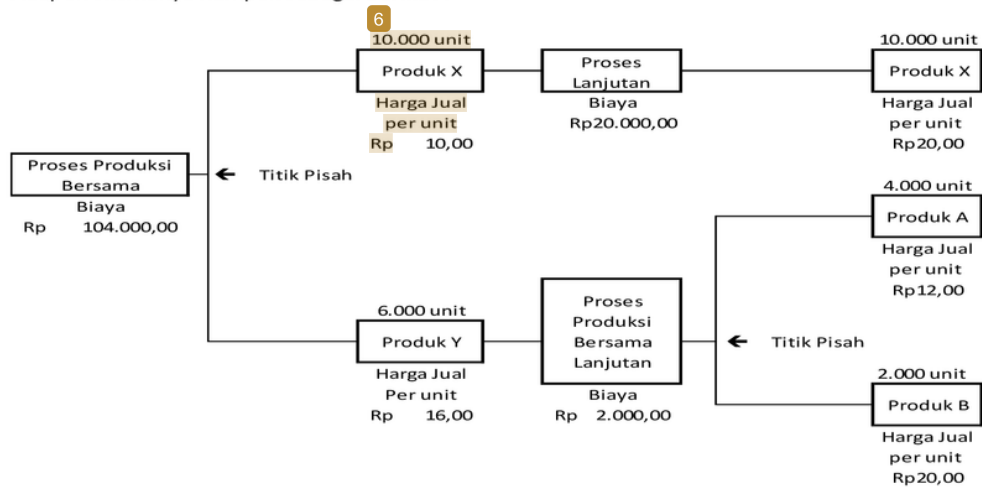 6
10.000 unit
Produk X
Harga Jual
per unit
Rp 10,00
Proses
Lanjutan
Biaya
Rp20.000,00
10.000 unit
Produk X
Harga Jual
per unit
Rp20,00
Proses Produksi
Bersama
Biaya
Rp 104.000,00
Titik Pisah
6.000 unit
Produk Y
Harga Jual
Per unit
Rp 16,00
Proses
Produksi
Bersama
Lanjutan
Biaya
Rp 2.000,00
Titik Pisah
4.000 unit
Produk A
Harga Jual
per unit
Rp12,00
2.000 unit
Produk B
Harga Jual
per unit
Rp20,00